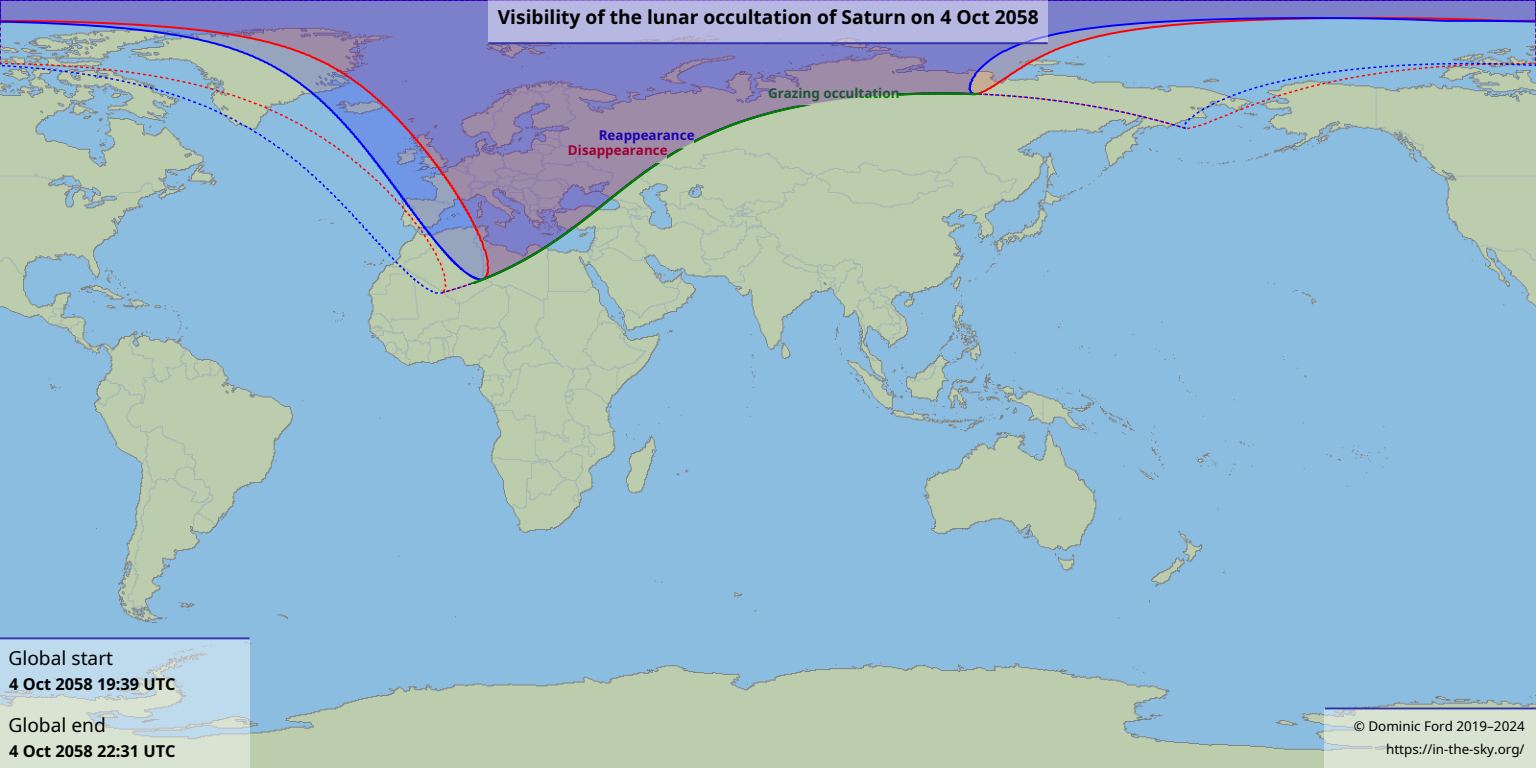 Visibility of the lunar occultation of Saturn on 4 Oct 2058
Grazing occultation
Reappearance
Disappearance
Global start
4 Oct 2058 19:39 UTC
Global end
4 Oct 2058 22:31 UTC
© Dominic Ford 2019–2024
https://in-the-sky.org/